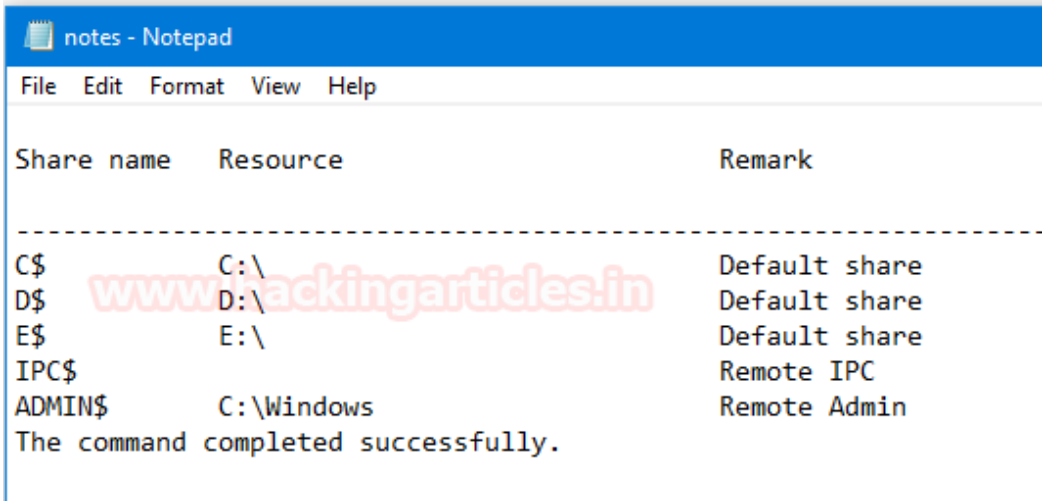 notes - Notepad
File Edit Format View Help
Share name Resource Remark
-------------------------------------------------------------------
C$ C:\ Default share
www.hackingarticles.in
D$ D:\ Default share
E$ E:\ Default share
IPC$ Remote IPC
ADMIN$ C:\Windows Remote Admin
The command completed successfully.